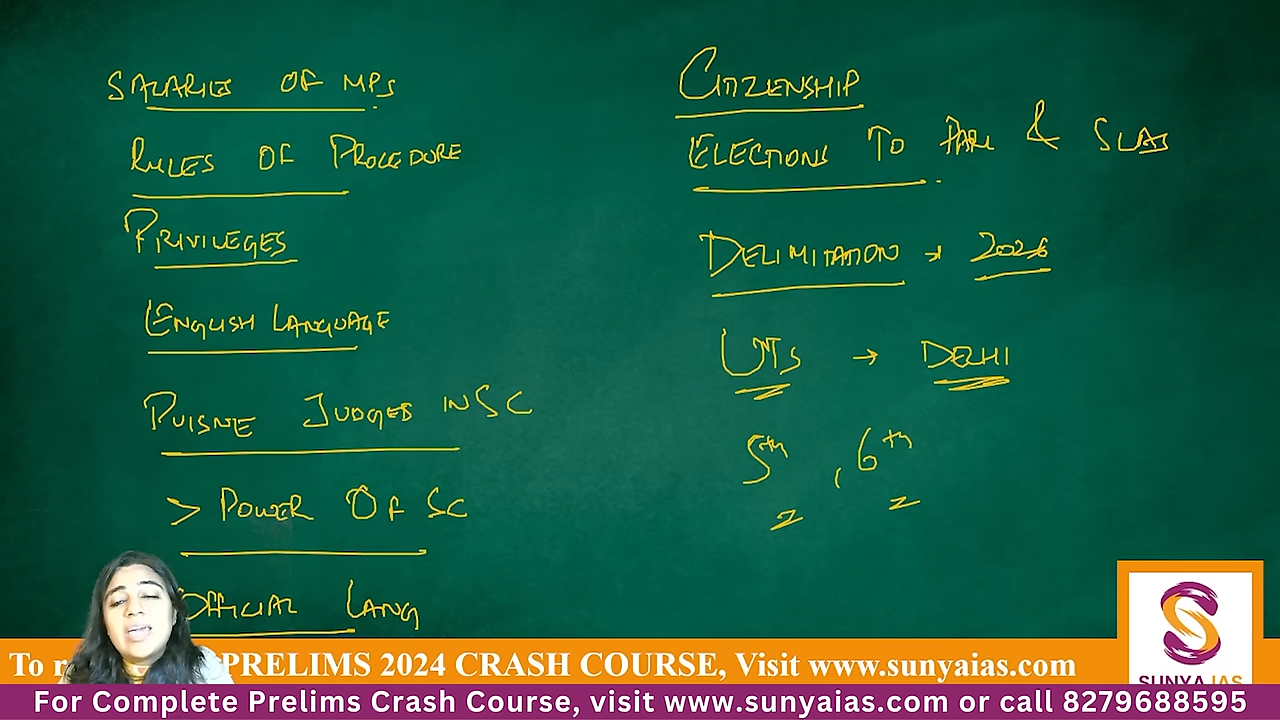 SALARIES OF MPS
RULES OF PROCEDURE
PRIVILEGES
ENGLISH LANGUAGE
PUISNE JUDGES IN SC
> POWER OF SC
OFFICIAL LANG
CITIZENSHIP
ELECTIONS TO PARL & SLAS
DELIMITATION → 2026
UTS → DELHI
5th, 6th
To r PRELIMS 2024 CRASH COURSE, Visit www.sunyaias.com
SUNYA IAS
For Complete Prelims Crash Course, visit www.sunyaias.com or call 8279688595